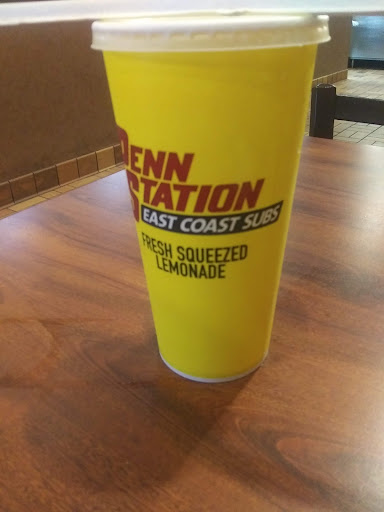 PENN
STATION
EAST COAST SUBS
FRESH SQUEEZED
LEMONADE